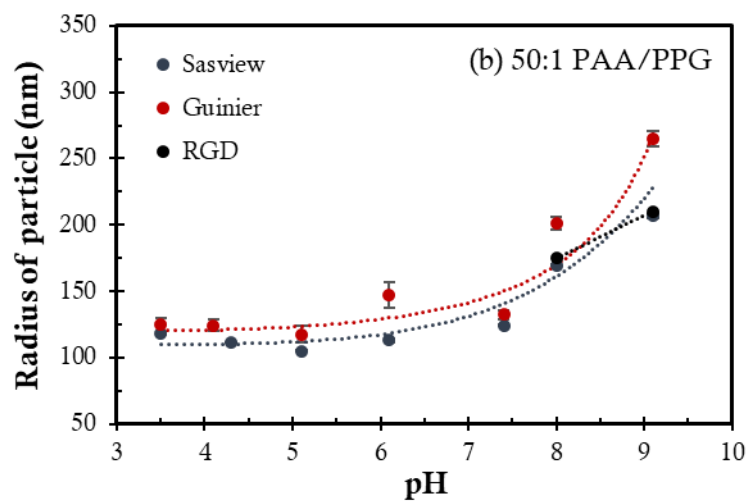 350
300
250
200
150
100
50
Radius of particle (nm)
(b) 50:1 PAA/PPG
Sasview
Guinier
RGD
3 4 5 6 7 8 9 10
pH